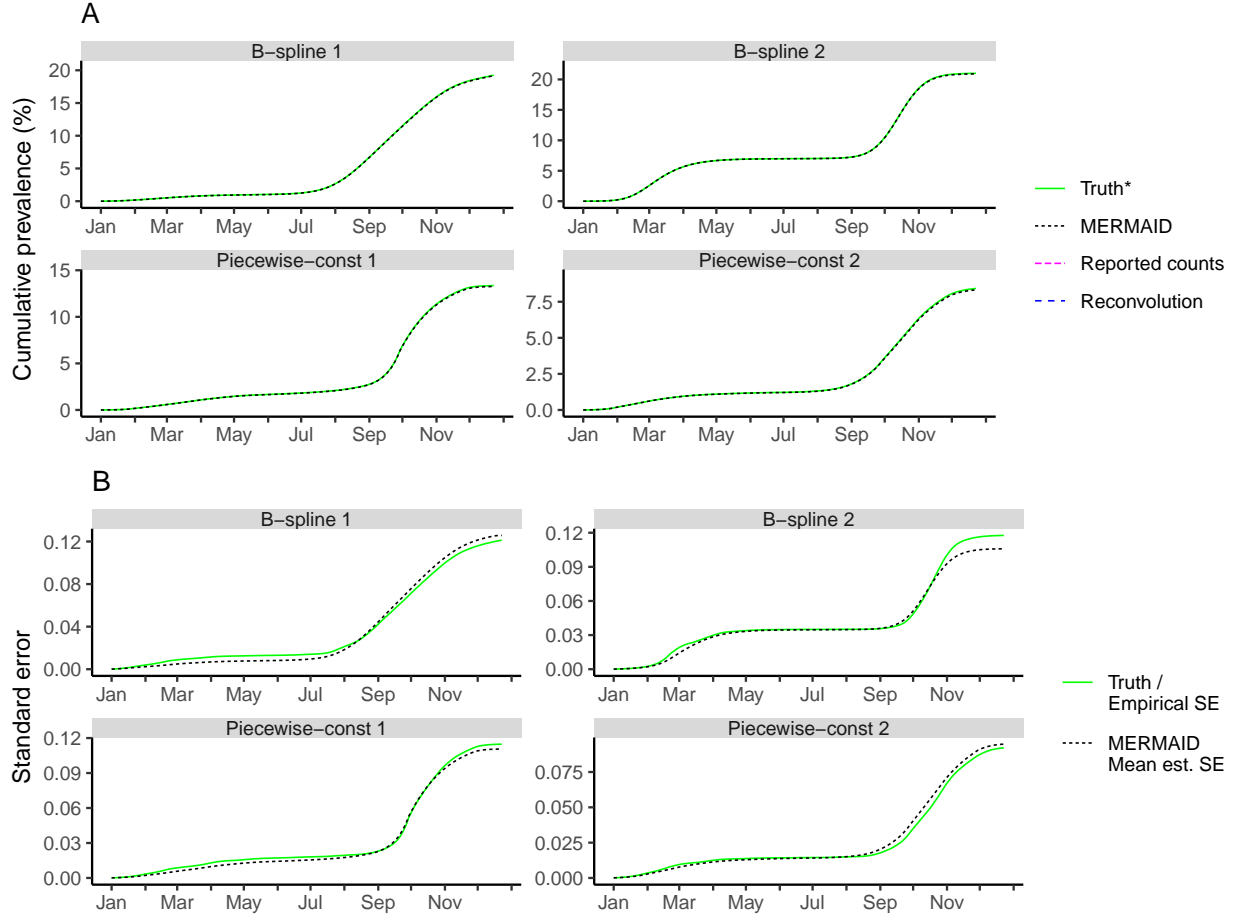 A
B−spline 1
B−spline 2
Cumulative prevalence (%)
20
15
10
5
0
Jan Mar May Jul Sep Nov
20
15
10
5
0
Jan Mar May Jul Sep Nov
Piecewise−const 1
Piecewise−const 2
15
10
5
0
Jan Mar May Jul Sep Nov
7.5
5.0
2.5
0.0
Jan Mar May Jul Sep Nov
Truth*
MERMAID
Reported counts
Reconvolution
B
B−spline 1
B−spline 2
Standard error
0.12
0.08
0.04
0.00
Jan Mar May Jul Sep Nov
0.12
0.09
0.06
0.03
0.00
Jan Mar May Jul Sep Nov
Piecewise−const 1
Piecewise−const 2
0.12
0.09
0.06
0.03
0.00
Jan Mar May Jul Sep Nov
0.075
0.050
0.025
0.000
Jan Mar May Jul Sep Nov
Truth /
Empirical SE
MERMAID
Mean est. SE